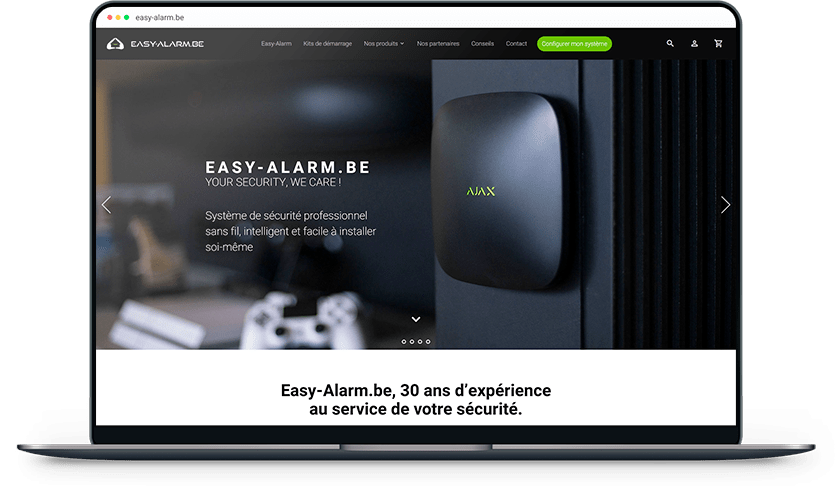 easy-alarm.be
EASY-ALARM.BE
Easy-Alarm Kits de démarrage Nos produits Nos partenaires Conseils Contact Configurer mon système
EASY-ALARM.BE
YOUR SECURITY, WE CARE !
Système de sécurité professionnel
sans fil, intelligent et facile à installer
soi-même
AJAX
Easy-Alarm.be, 30 ans d’expérience
au service de votre sécurité.